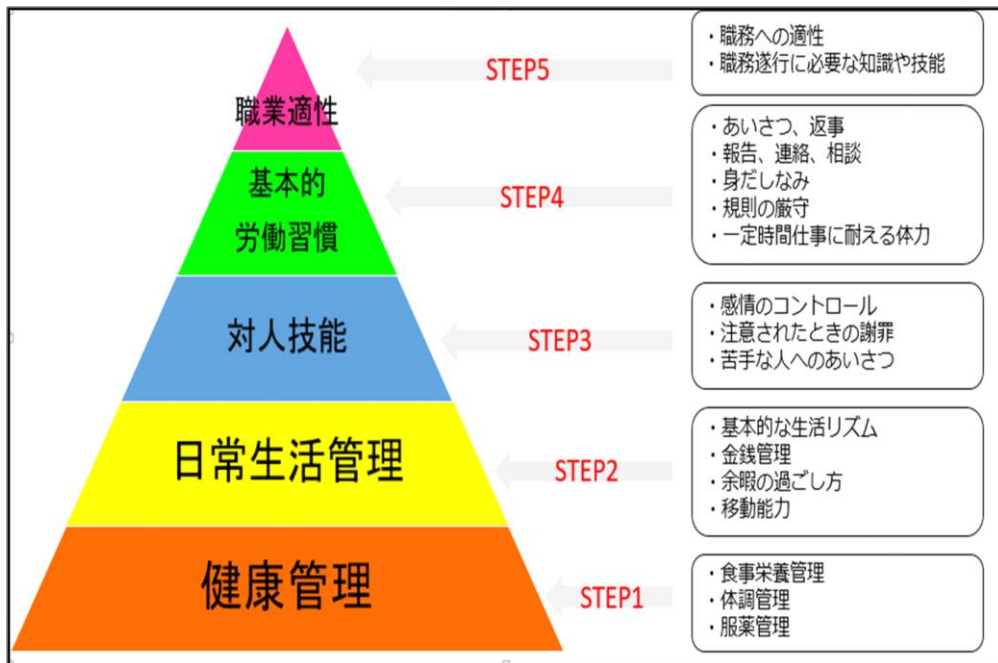 職業適性
STEP5
・職務への適性
・職務遂行に必要な知識や技能
基本的
労働習慣
STEP4
・あいさつ、返事
・報告、連絡、相談
・身だしなみ
・規則の厳守
・一定時間仕事に耐える体力
対人技能
STEP3
・感情のコントロール
・注意されたときの謝罪
・苦手な人へのあいさつ
日常生活管理
STEP2
・基本的な生活リズム
・金銭管理
・余暇の過ごし方
・移動能力
健康管理
STEP1
・食事栄養管理
・体調管理
・服薬管理